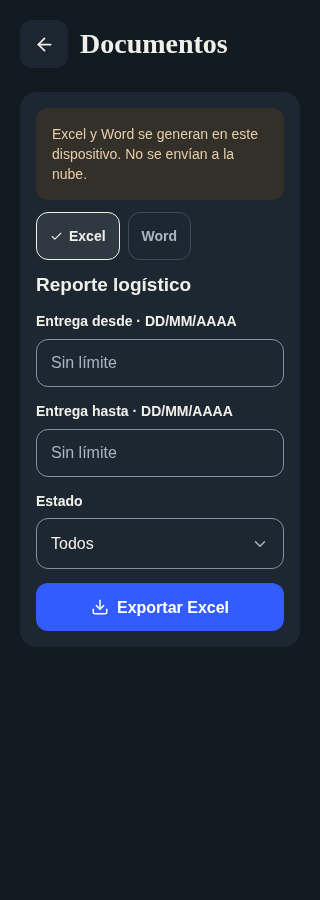 Documentos
Excel y Word se generan en este
dispositivo. No se envían a la
nube.
Excel
Word
Reporte logístico
Entrega desde · DD/MM/AAAA
Sin límite
Entrega hasta · DD/MM/AAAA
Sin límite
Estado
Todos
Exportar Excel